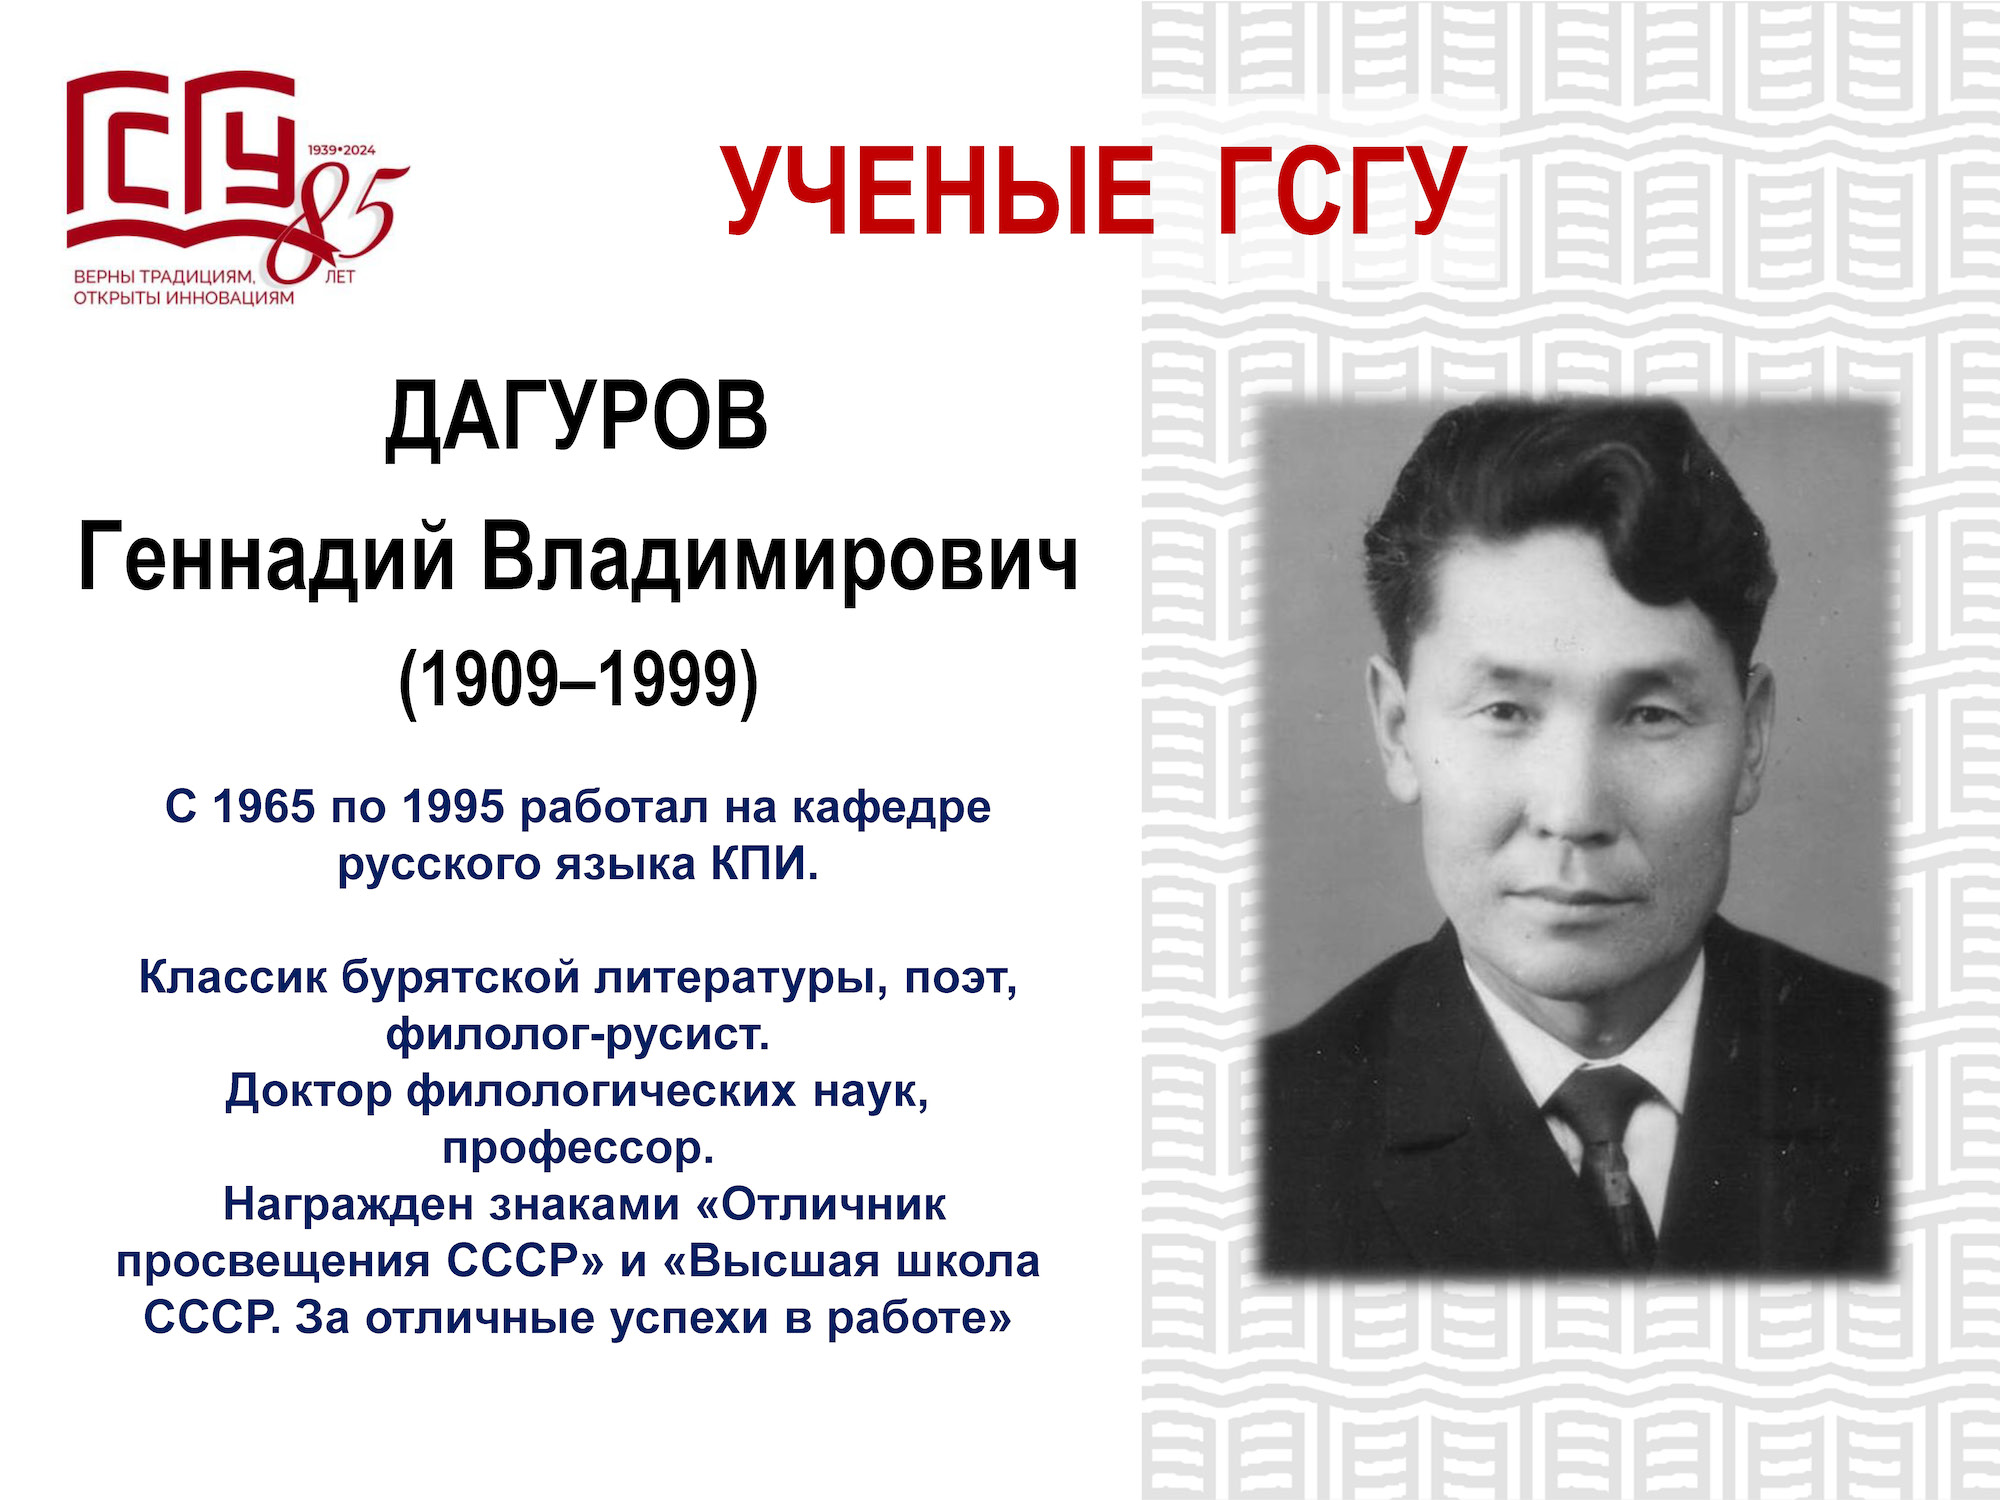 ГСГУ
1939•2024
85
ВЕРНЫ ТРАДИЦИЯМ, ЛЕТ
ОТКРЫТЫ ИННОВАЦИЯМ
УЧЕНЫЕ ГСГУ
ДАГУРОВ
Геннадий Владимирович
(1909–1999)
С 1965 по 1995 работал на кафедре
русского языка КПИ.
Классик бурятской литературы, поэт,
филолог-русист.
Доктор филологических наук,
профессор.
Награжден знаками «Отличник
просвещения СССР» и «Высшая школа
СССР. За отличные успехи в работе»